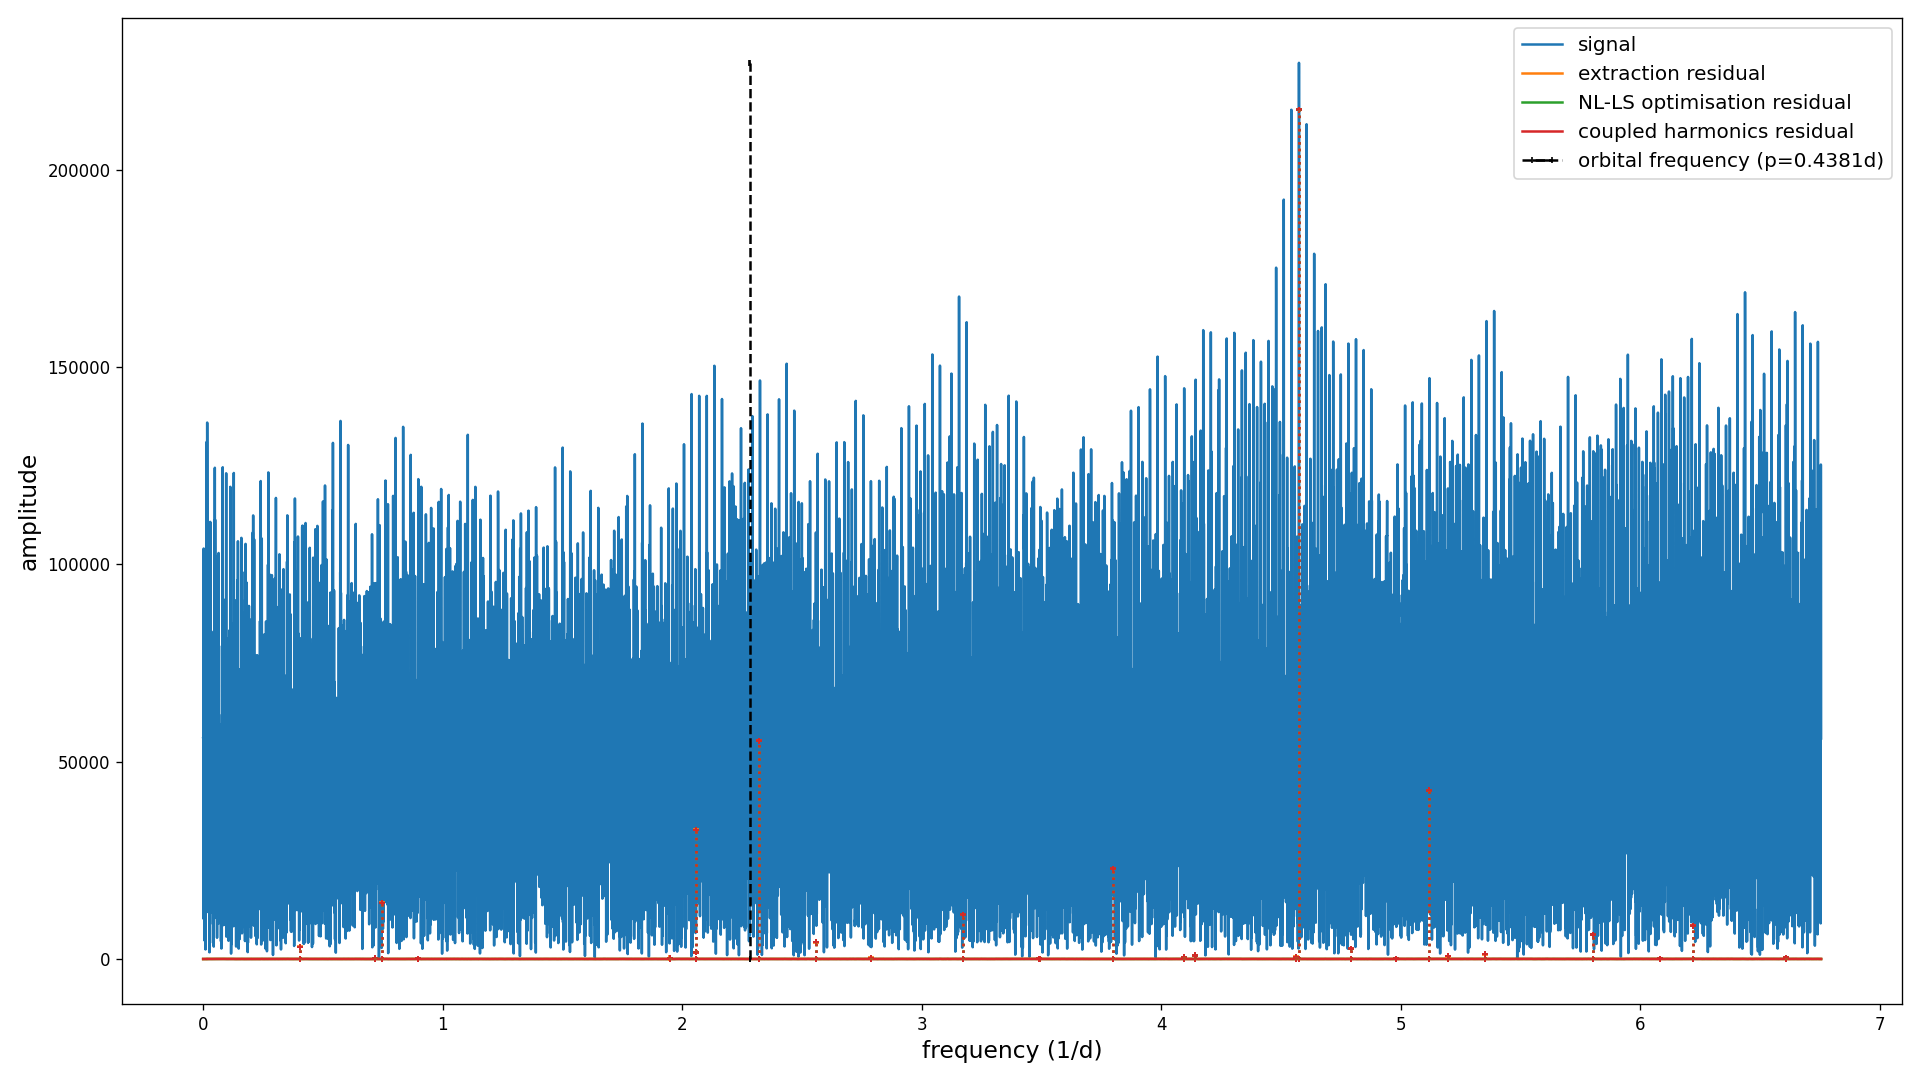 signal
extraction residual
NL-LS optimisation residual
coupled harmonics residual
orbital frequency (p=0.4381d)
200000
150000
100000
50000
0
amplitude
0 1 2 3 4 5 6 7
frequency (1/d)